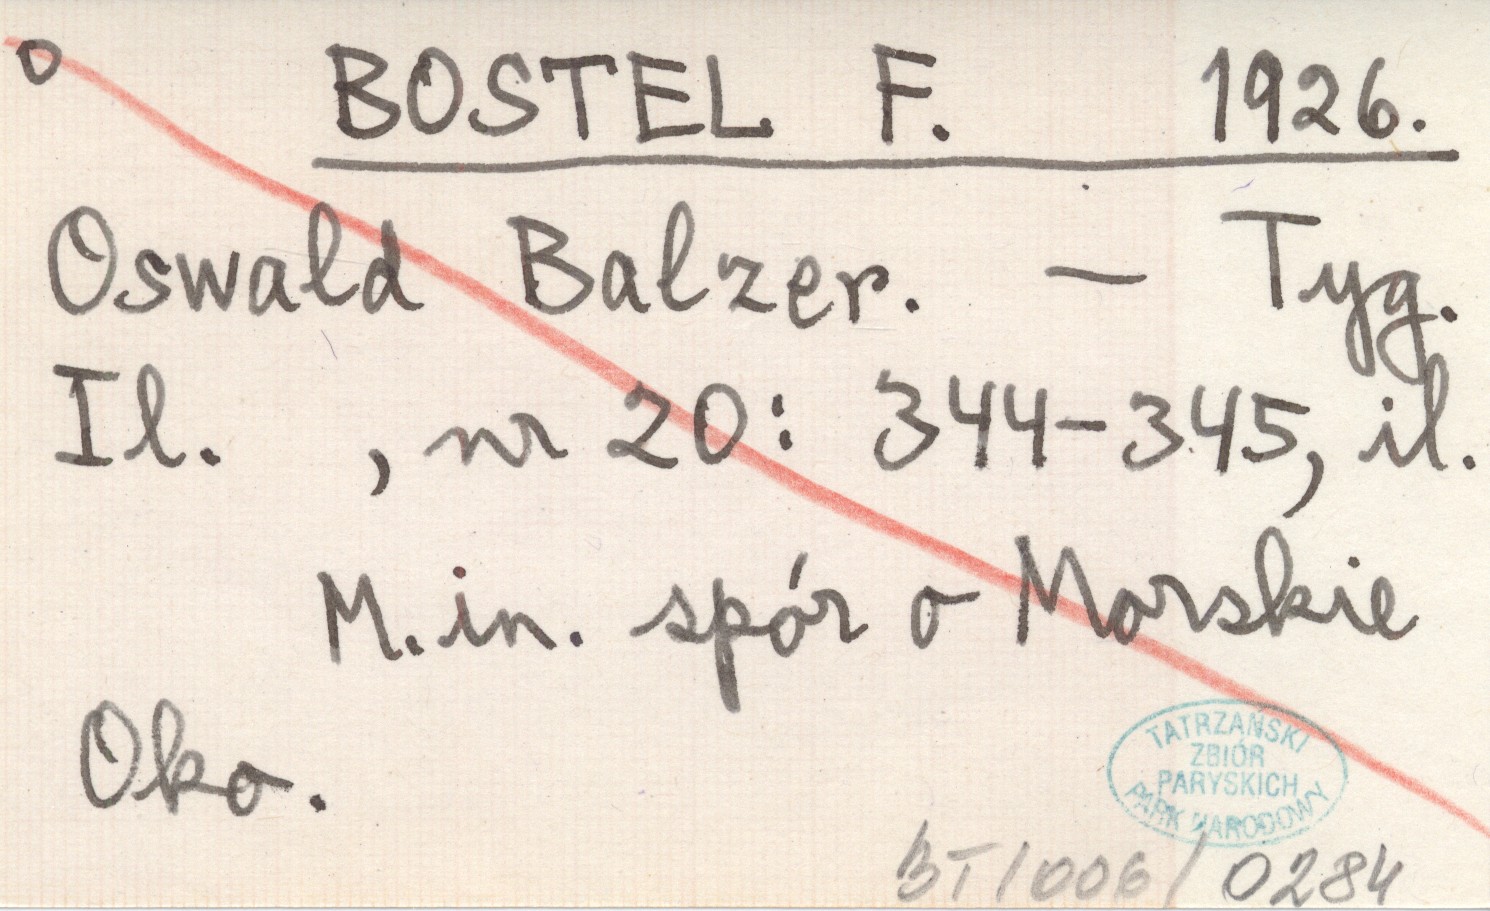 o BOSTEL F. 1926.
Oswald Balzer. — Tyg.
Il. , nr 20: 344-345, il.
M.in. spór o Morskie
Oko.
TATRZAŃSKI
ZBIÓR
PARYSKICH
PARK NARODOWY
BT/006/0284